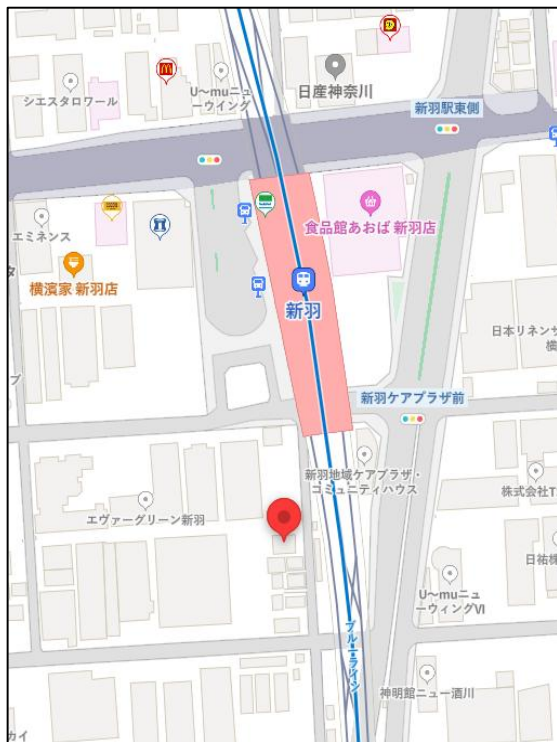 シエスタロワール
U～muニュ
ーウイング
日産神奈川
新羽駅東側
エミネンス
食品館あおば 新羽店
横濱家 新羽店
タ
新羽
日本リネンサ
横
プ
新羽ケアプラザ前
新羽地域ケアプラザ・
コミュニティハウス
株式会社T
エヴァーグリーン新羽
日祐株
U～muニュ
ーウィングⅥ
ブルーライン
神明館ニュー酒川
カイ